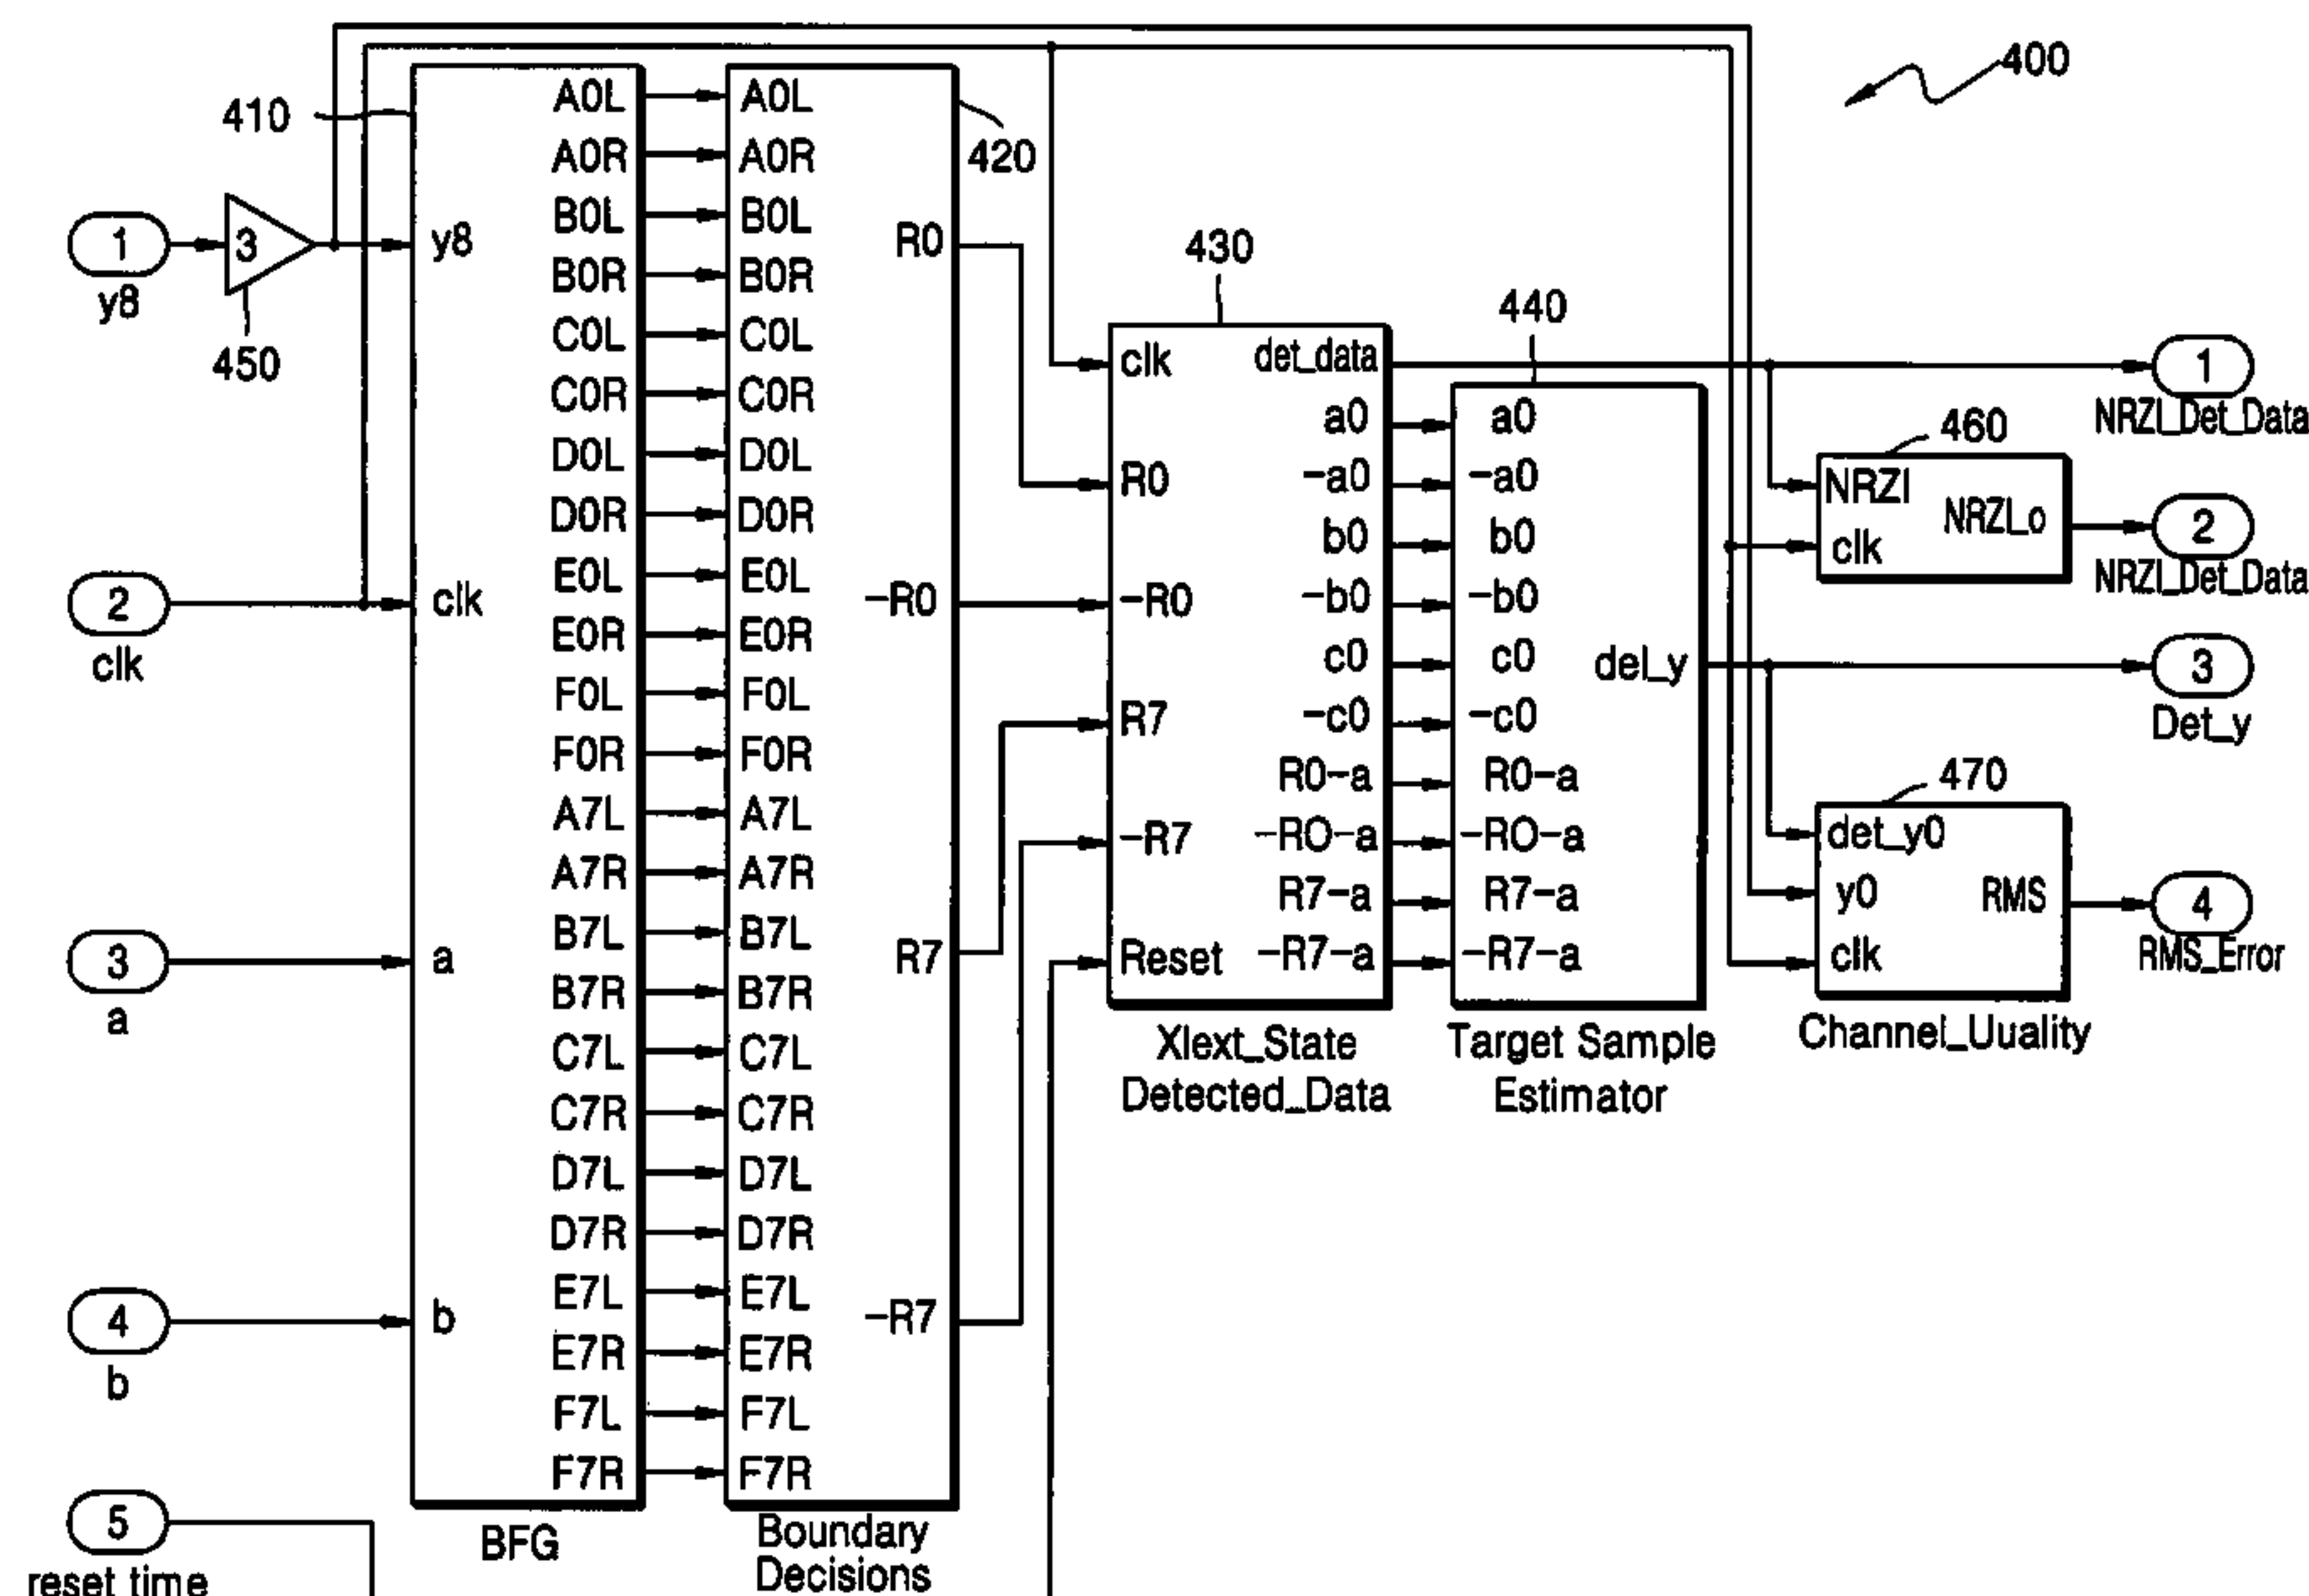 400
410
420
1
y8
3
450
y8
A0L
A0R
B0L
B0R
C0L
C0R
D0L
D0R
E0L
E0R
F0L
F0R
A7L
A7R
B7L
B7R
C7L
C7R
D7L
D7R
E7L
E7R
F7L
F7R
2
clk
clk
3
a
a
4
b
b
5
reset time
BFG
A0L
A0R
B0L
B0R
C0L
C0R
D0L
D0R
E0L
E0R
F0L
F0R
A7L
A7R
B7L
B7R
C7L
C7R
D7L
D7R
E7L
E7R
F7L
F7R
R0
-R0
R7
-R7
Boundary
Decisions
430
clk
R0
-R0
R7
-R7
Reset
det_data
a0
-a0
b0
-b0
c0
-c0
R0-a
-RO-a
R7-a
-R7-a
Xlext_State
Detected_Data
440
a0
-a0
b0
-b0
c0
-c0
R0-a
-RO-a
R7-a
-R7-a
del_y
Target Sample
Estimator
1
NRZI_Det_Data
460
NRZI
clk
NRZI_o
2
NRZI_Det_Data
3
Det_y
470
det_y0
y0
clk
RMS
Channel_Uuality
4
RMS_Error